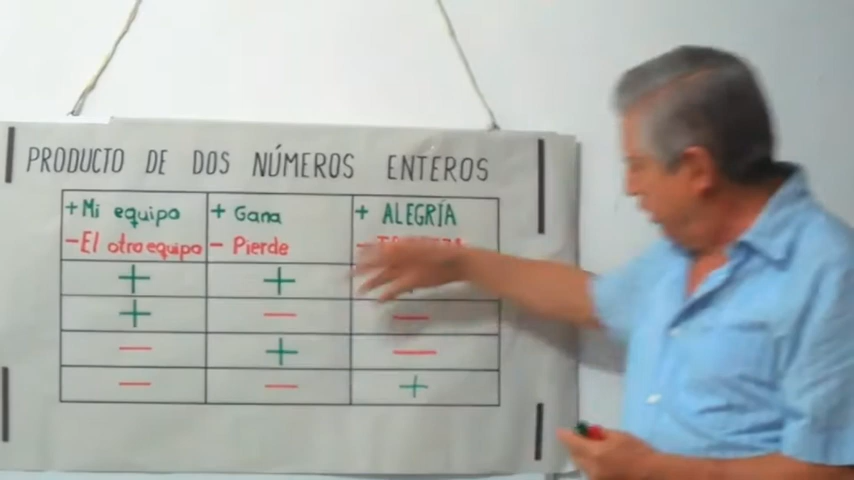 PRODUCTO DE DOS NÚMEROS ENTEROS
+ Mi equipo + Gana + ALEGRÍA
- El otro equipo - Pierde -
+ +
+ - -
- + -
- - +